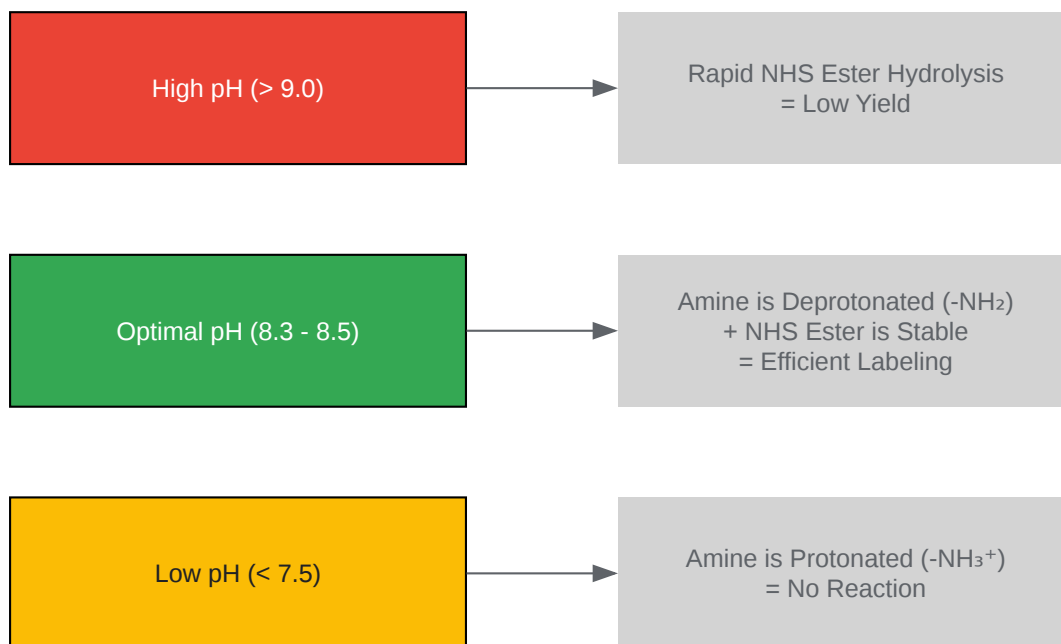 High pH (> 9.0)
Rapid NHS Ester Hydrolysis
= Low Yield
Optimal pH (8.3 - 8.5)
Amine is Deprotonated (-NH₂)
+ NHS Ester is Stable
= Efficient Labeling
Low pH (< 7.5)
Amine is Protonated (-NH₃⁺)
= No Reaction